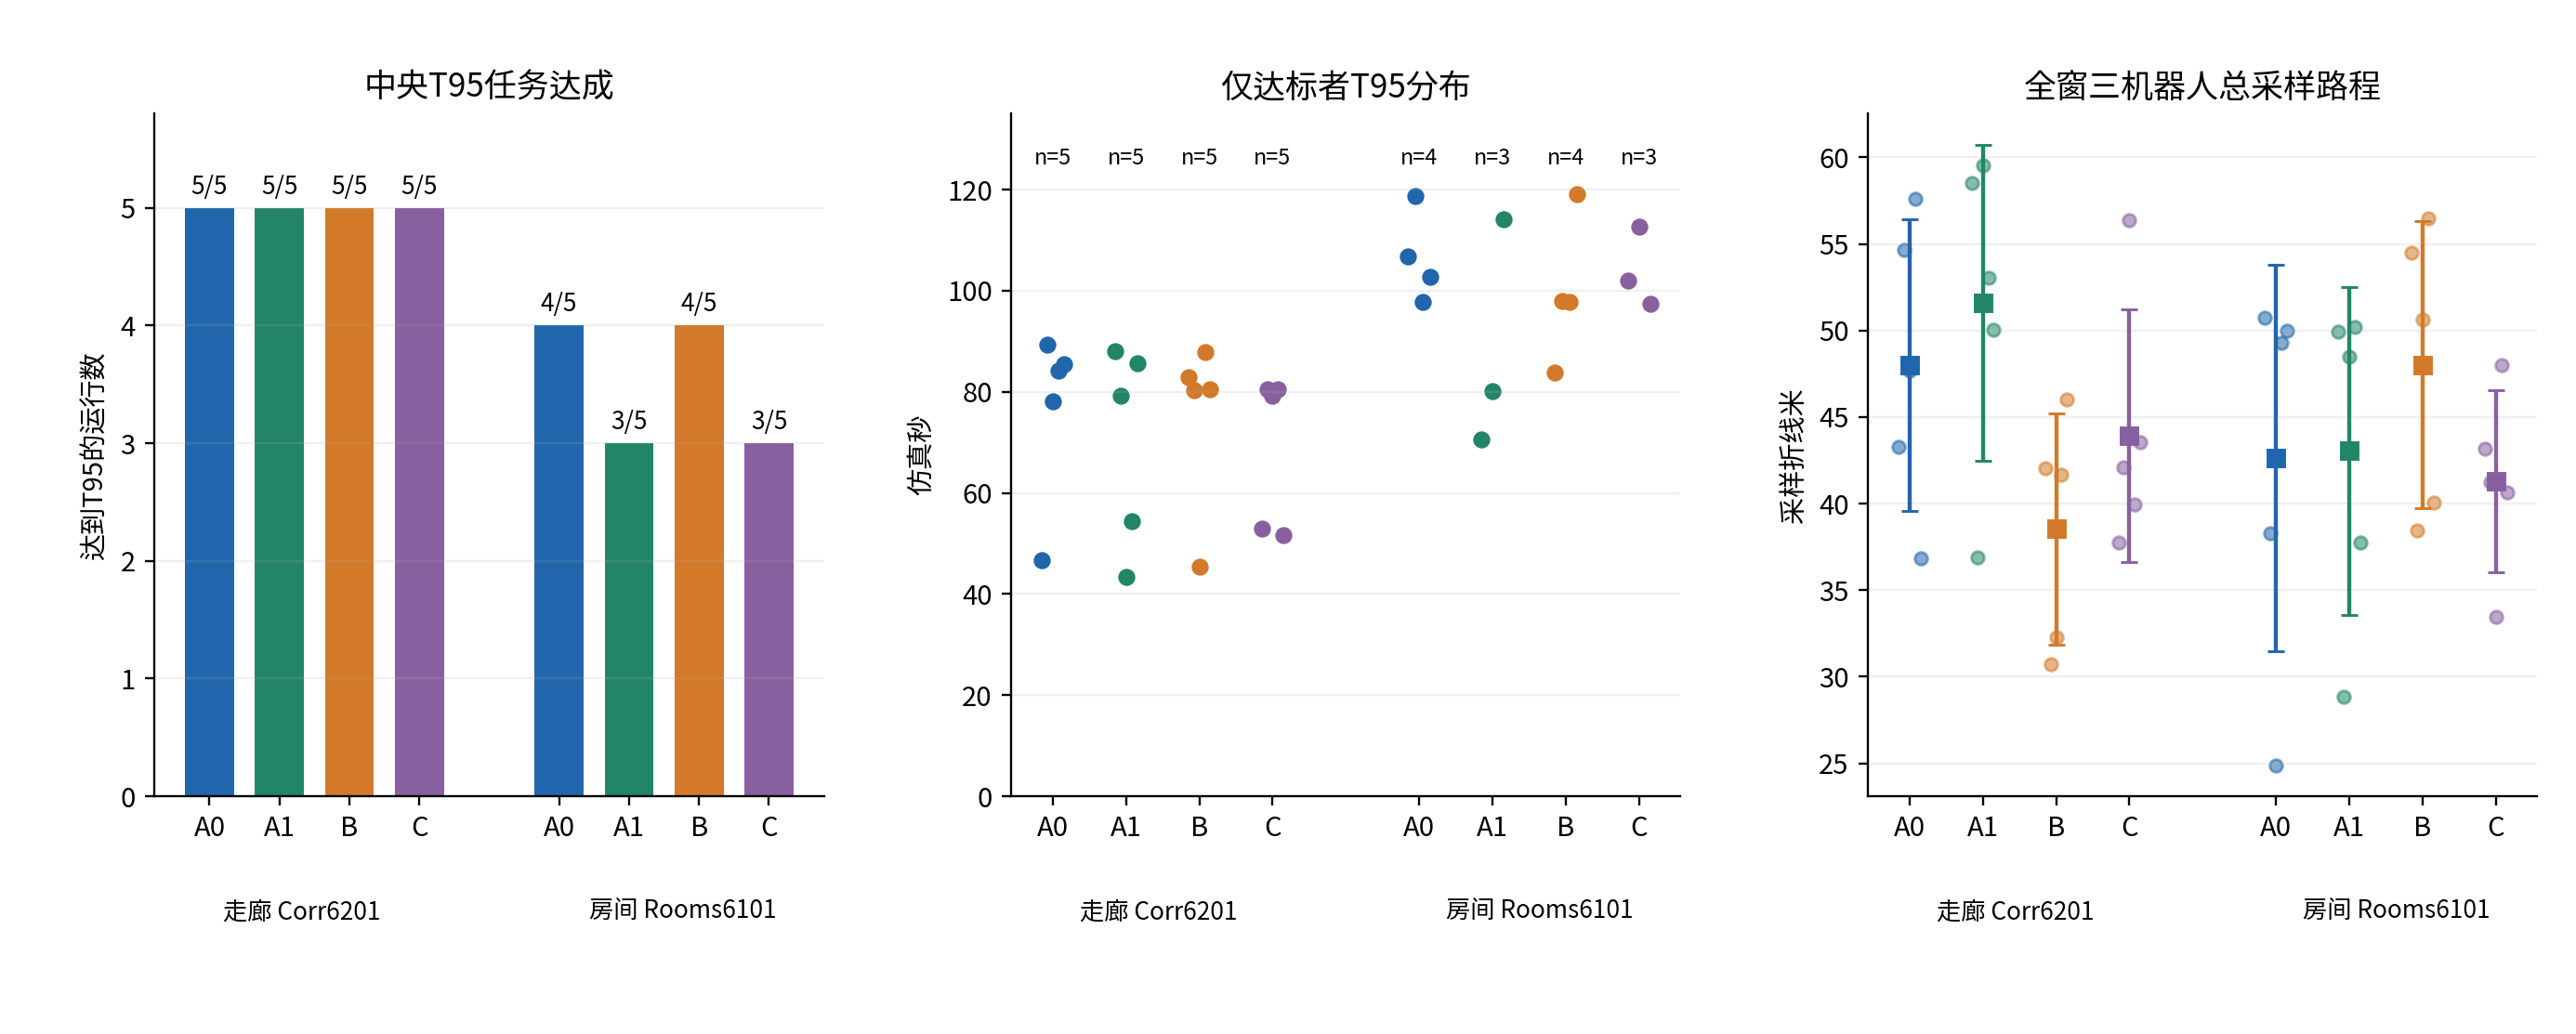 中央T95任务达成
达到T95的运行数
5
4
3
2
1
0
5/5 5/5 5/5 5/5
4/5 3/5 4/5 3/5
A0 A1 B C A0 A1 B C
走廊 Corr6201 房间 Rooms6101
仅达标者T95分布
仿真秒
120
100
80
60
40
20
0
n=5 n=5 n=5 n=5 n=4 n=3 n=4 n=3
A0 A1 B C A0 A1 B C
走廊 Corr6201 房间 Rooms6101
全窗三机器人总采样路程
采样折线米
60
55
50
45
40
35
30
25
A0 A1 B C A0 A1 B C
走廊 Corr6201 房间 Rooms6101